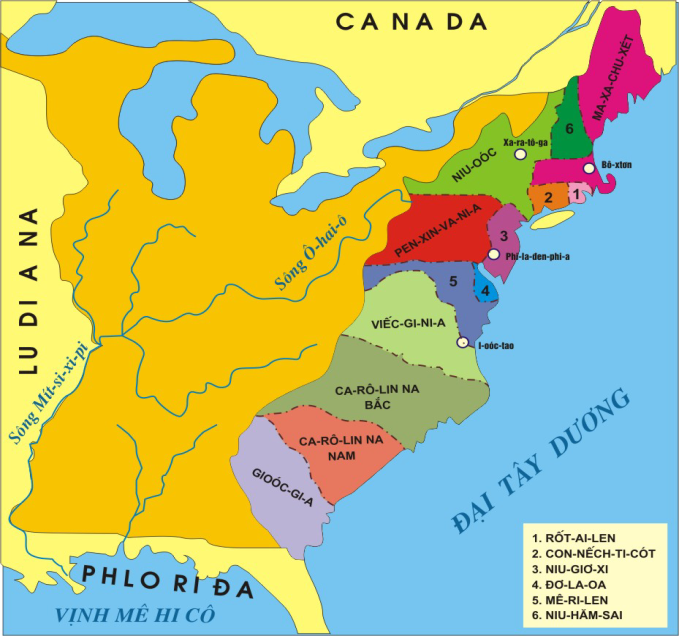 CANADA
MA-XA-CHU-XÉT
6
Xa-ra-tô-ga
NIU-OÓC
Bô-xtơn
2
1
PEN-XIN-VA-NI-A
3
Phi-la-đen-phi-a
LU DI A NA
Sông Ô-hai-ô
5
4
VIẾC-GI-NI-A
I-oóc-tao
Sông Mít-si-xi-pi
CA-RÔ-LIN NA
BẮC
CA-RÔ-LIN NA
NAM
GIOÓC-GI-A
ĐẠI TÂY DƯƠNG
1. RỐT-AI-LEN
2. CON-NẾCH-TI-CÓT
3. NIU-GIƠ-XI
4. ĐƠ-LA-OA
5. MÊ-RI-LEN
6. NIU-HĂM-SAI
PHLO RI ĐA
VỊNH MÊ HI CÔ